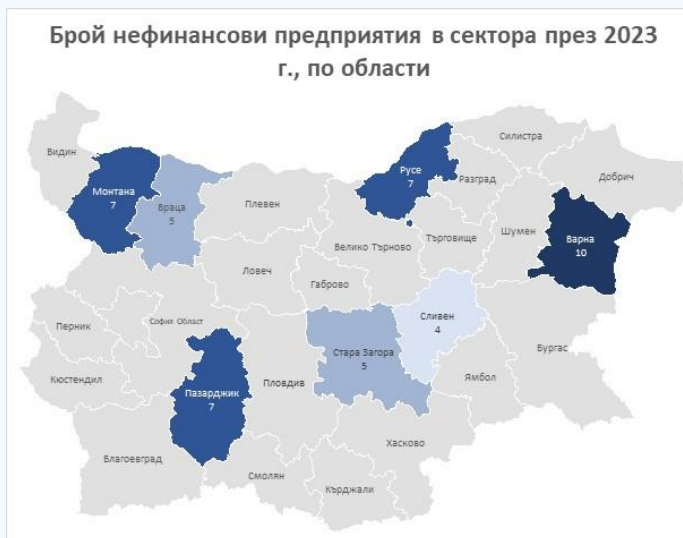 Брой нефинансови предприятия в сектора през 2023
г., по области
Видин
Монтана
7
Враца
5
Плевен
Русе
7
Силистра
Разград
Добрич
Варна
10
Шумен
Търговище
Велико Търново
Ловеч
Габрово
София Област
Перник
Кюстендил
Пазарджик
7
Пловдив
Стара Загора
5
Сливен
4
Ямбол
Бургас
Хасково
Благоевград
Смолян
Кърджали